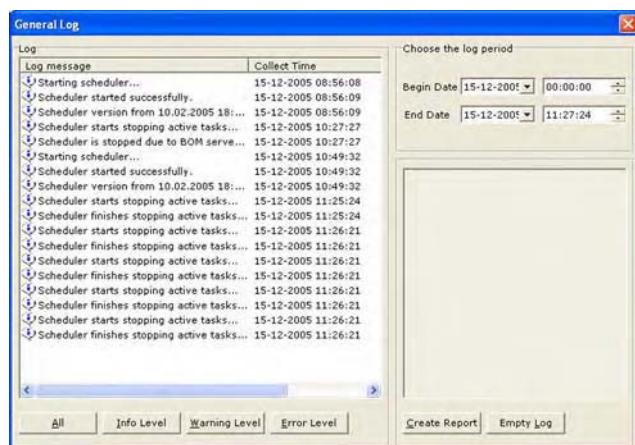 General Log
Log
Log message Collect Time
Starting scheduler... 15-12-2005 08:56:08
Scheduler started successfully. 15-12-2005 08:56:09
Scheduler version from 10.02.2005 18:... 15-12-2005 08:56:09
Scheduler starts stopping active tasks... 15-12-2005 10:27:27
Scheduler is stopped due to BOM serve... 15-12-2005 10:27:27
Starting scheduler... 15-12-2005 10:49:32
Scheduler started successfully. 15-12-2005 10:49:32
Scheduler version from 10.02.2005 18:... 15-12-2005 10:49:32
Scheduler starts stopping active tasks... 15-12-2005 11:25:24
Scheduler finishes stopping active tasks... 15-12-2005 11:25:24
Scheduler starts stopping active tasks... 15-12-2005 11:26:21
Scheduler finishes stopping active tasks... 15-12-2005 11:26:21
Scheduler starts stopping active tasks... 15-12-2005 11:26:21
Scheduler finishes stopping active tasks... 15-12-2005 11:26:21
Scheduler starts stopping active tasks... 15-12-2005 11:26:21
Scheduler finishes stopping active tasks... 15-12-2005 11:26:21
Scheduler starts stopping active tasks... 15-12-2005 11:26:21
Scheduler finishes stopping active tasks... 15-12-2005 11:26:21
All Info Level Warning Level Error Level
Choose the log period
Begin Date 15-12-2005 00:00:00
End Date 15-12-2005 11:27:24
Create Report Empty Log